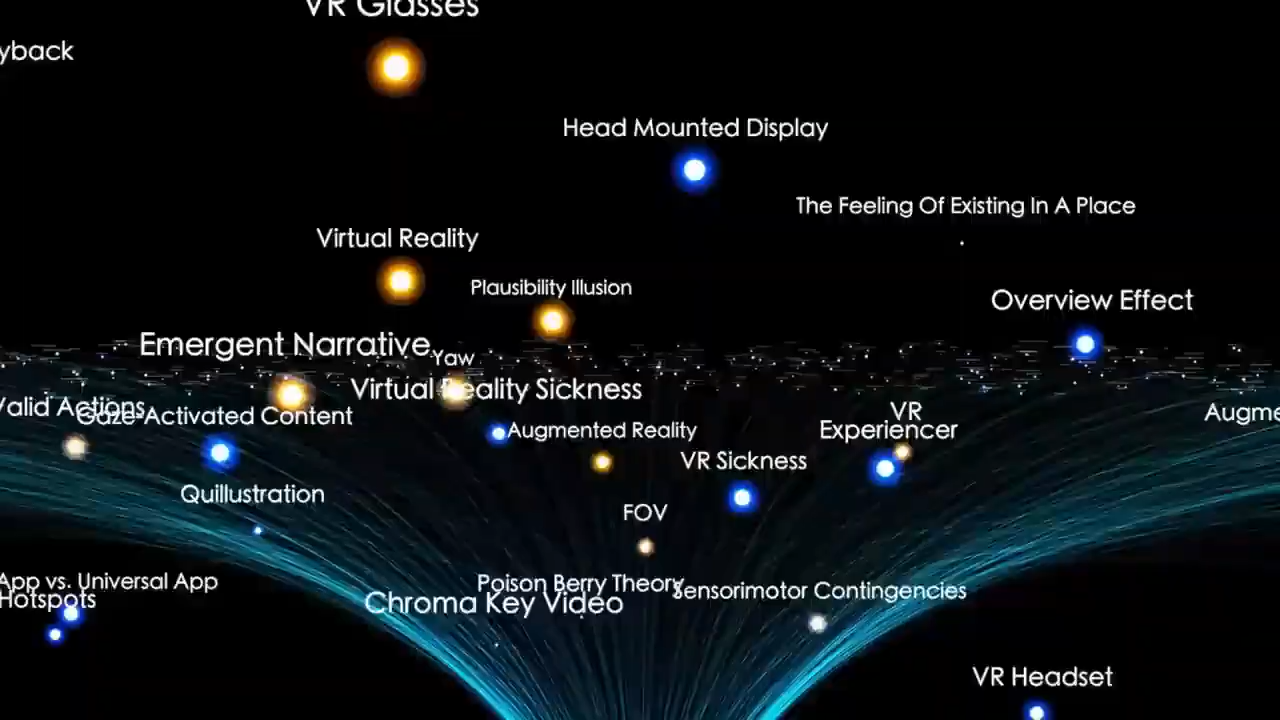 VR Glasses
yback
Head Mounted Display
The Feeling Of Existing In A Place
Virtual Reality
Plausibility Illusion
Overview Effect
Emergent Narrative
Yaw
Virtual Reality Sickness
Valid Actions
Gaze-Activated Content
VR
Experiencer
Augme
Augmented Reality
VR Sickness
Quillustration
FOV
App vs. Universal App
Hotspots
Poison Berry Theory
Chroma Key Video
Sensorimotor Contingencies
VR Headset